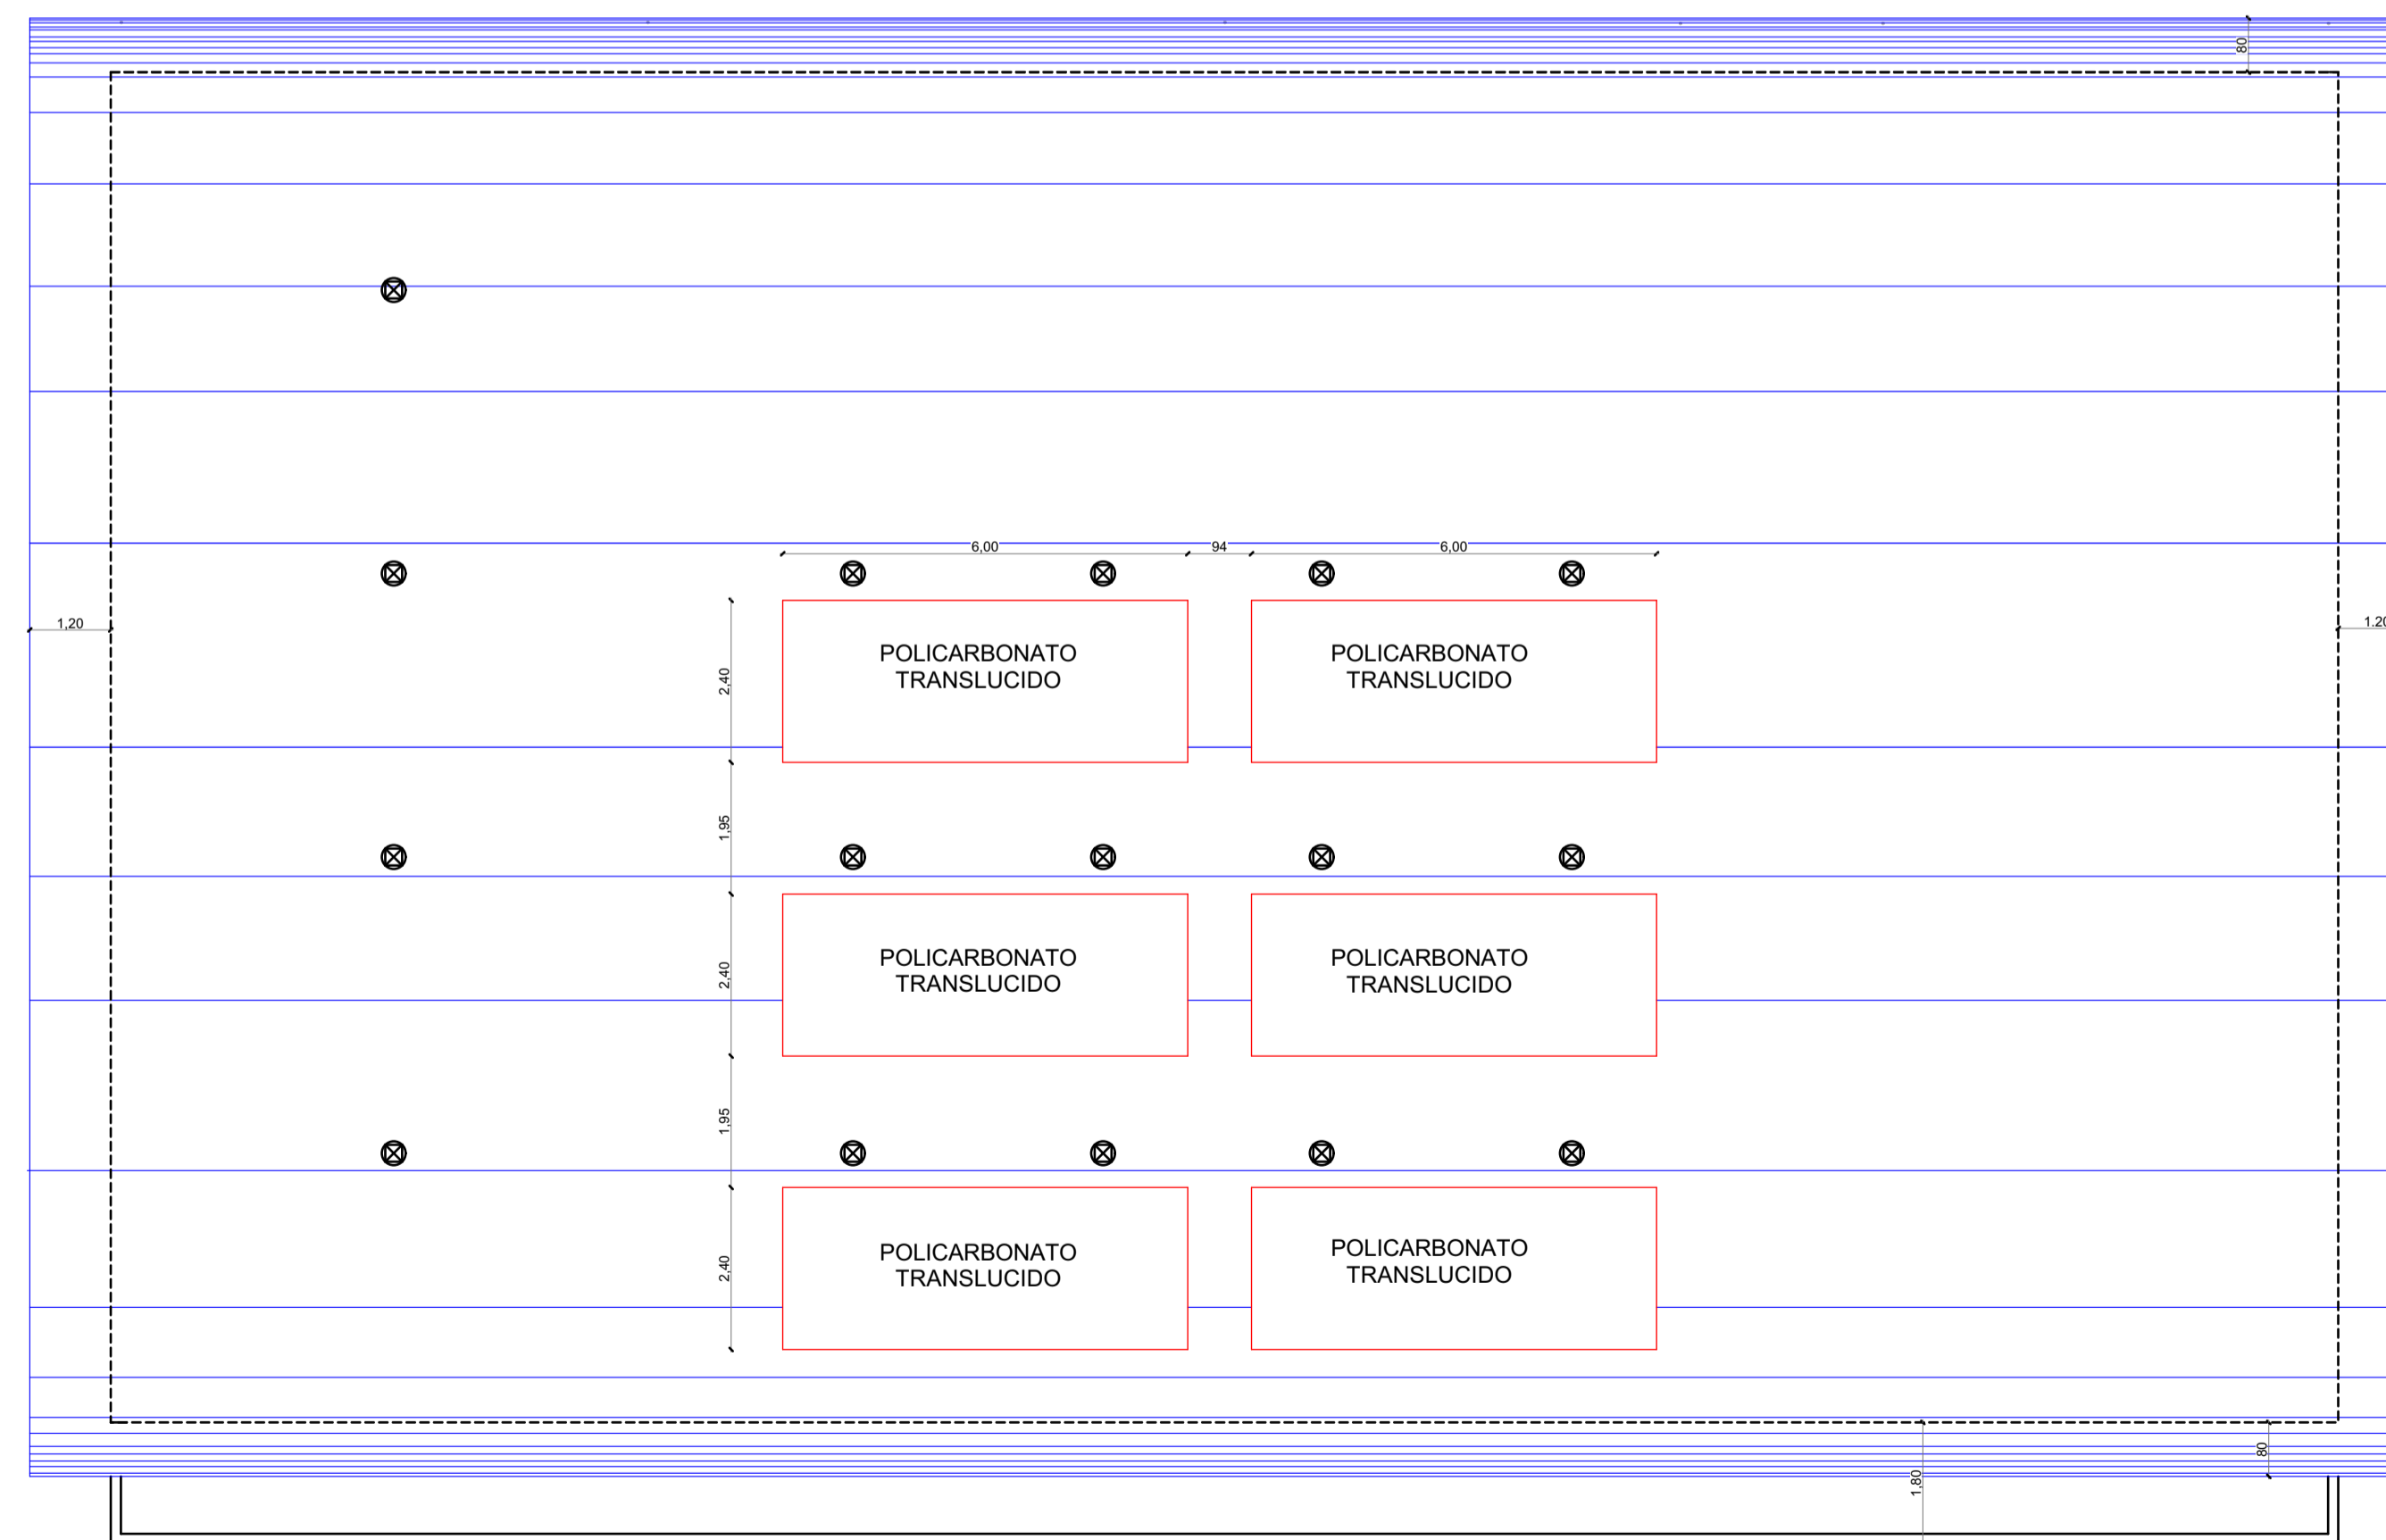 80
6,00 94 6,00
1,20
1.20
POLICARBONATO
TRANSLUCIDO
POLICARBONATO
TRANSLUCIDO
2,40
1,95
POLICARBONATO
TRANSLUCIDO
POLICARBONATO
TRANSLUCIDO
2,40
1,95
POLICARBONATO
TRANSLUCIDO
POLICARBONATO
TRANSLUCIDO
2,40
80
1,80